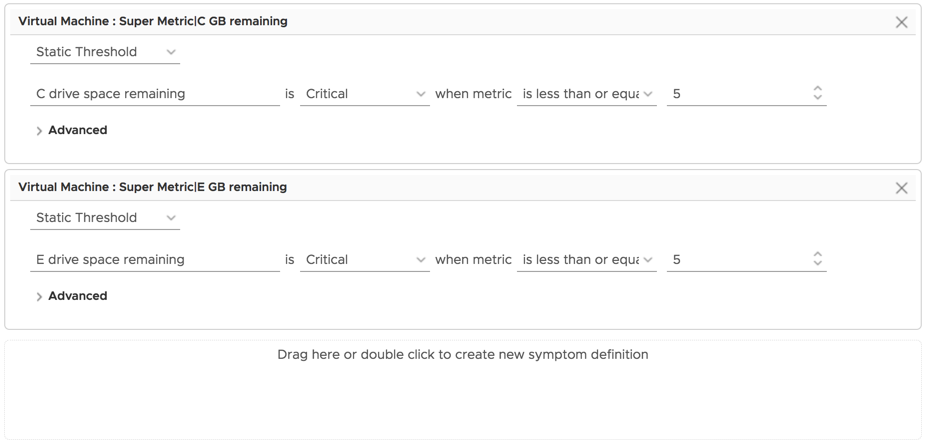 Virtual Machine : Super Metric|C GB remaining
Static Threshold
C drive space remaining is Critical when metric is less than or equa 5
Advanced
Virtual Machine : Super Metric|E GB remaining
Static Threshold
E drive space remaining is Critical when metric is less than or equa 5
Advanced
Drag here or double click to create new symptom definition